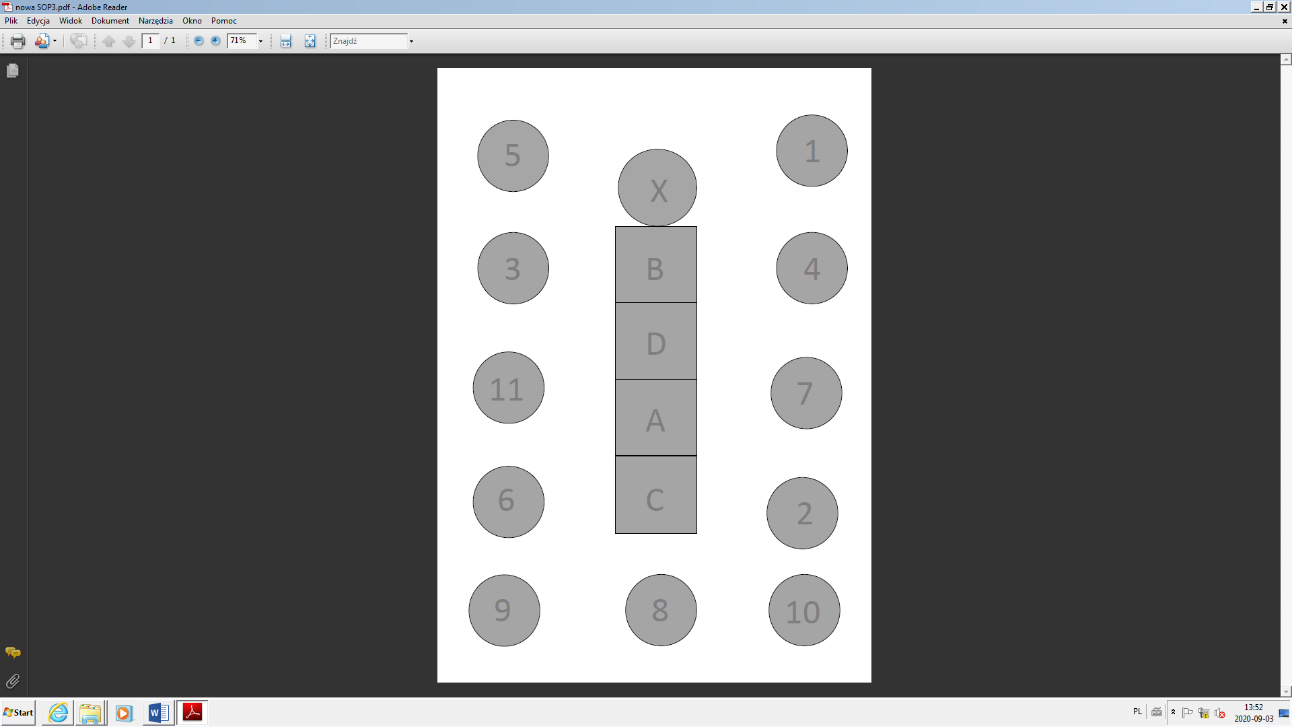 nowa SOP3.pdf - Adobe Reader
Plik Edycja Widok Dokument Narzędzia Okno Pomoc
1 / 1 71% Znajdź
5 1
X
3 B 4
D
11 7
A
6 C 2
9 8 10
Start
PL 13:52
2020-09-03